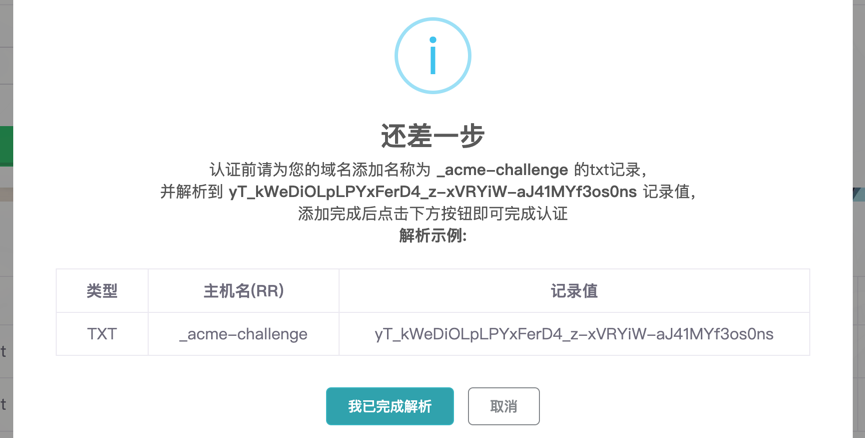 还差一步
认证前请为您的域名添加名称为 _acme-challenge 的txt记录，
并解析到 yT_kWeDiOLpLPYxFerD4_z-xVRYiW-aJ41MYf3os0ns 记录值，
添加完成后点击下方按钮即可完成认证
解析示例:
类型 主机名(RR) 记录值
TXT _acme-challenge yT_kWeDiOLpLPYxFerD4_z-xVRYiW-aJ41MYf3os0ns
我已完成解析 取消